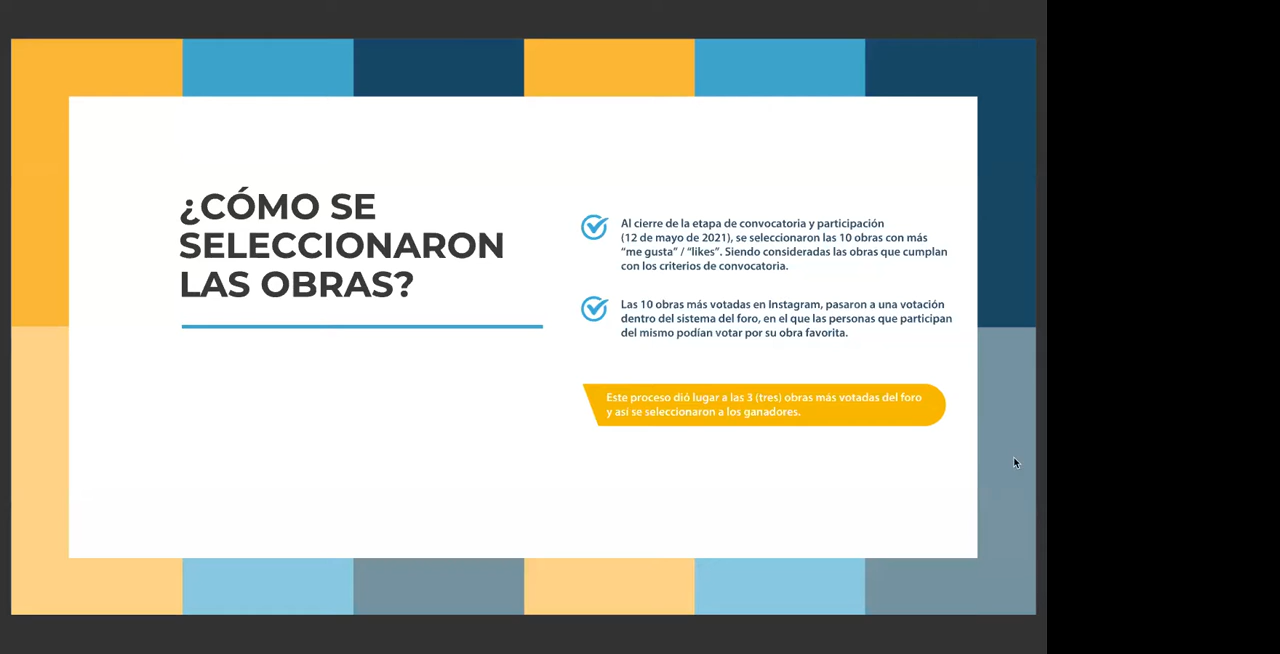 ¿CÓMO SE
SELECCIONARON
LAS OBRAS?
Al cierre de la etapa de convocatoria y participación
(12 de mayo de 2021), se seleccionaron las 10 obras con más
“me gusta” / “likes”. Siendo consideradas las obras que cumplan
con los criterios de convocatoria.
Las 10 obras más votadas en Instagram, pasaron a una votación
dentro del sistema del foro, en el que las personas que participan
del mismo podían votar por su obra favorita.
Este proceso dió lugar a las 3 (tres) obras más votadas del foro
y así se seleccionaron a los ganadores.